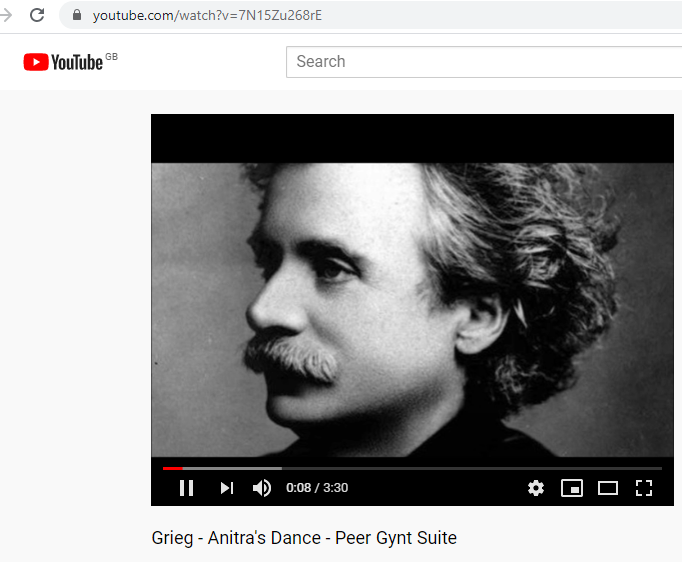 youtube.com/watch?v=7N15Zu268rE
YouTube GB
Search
0:08 / 3:30
Grieg - Anitra's Dance - Peer Gynt Suite